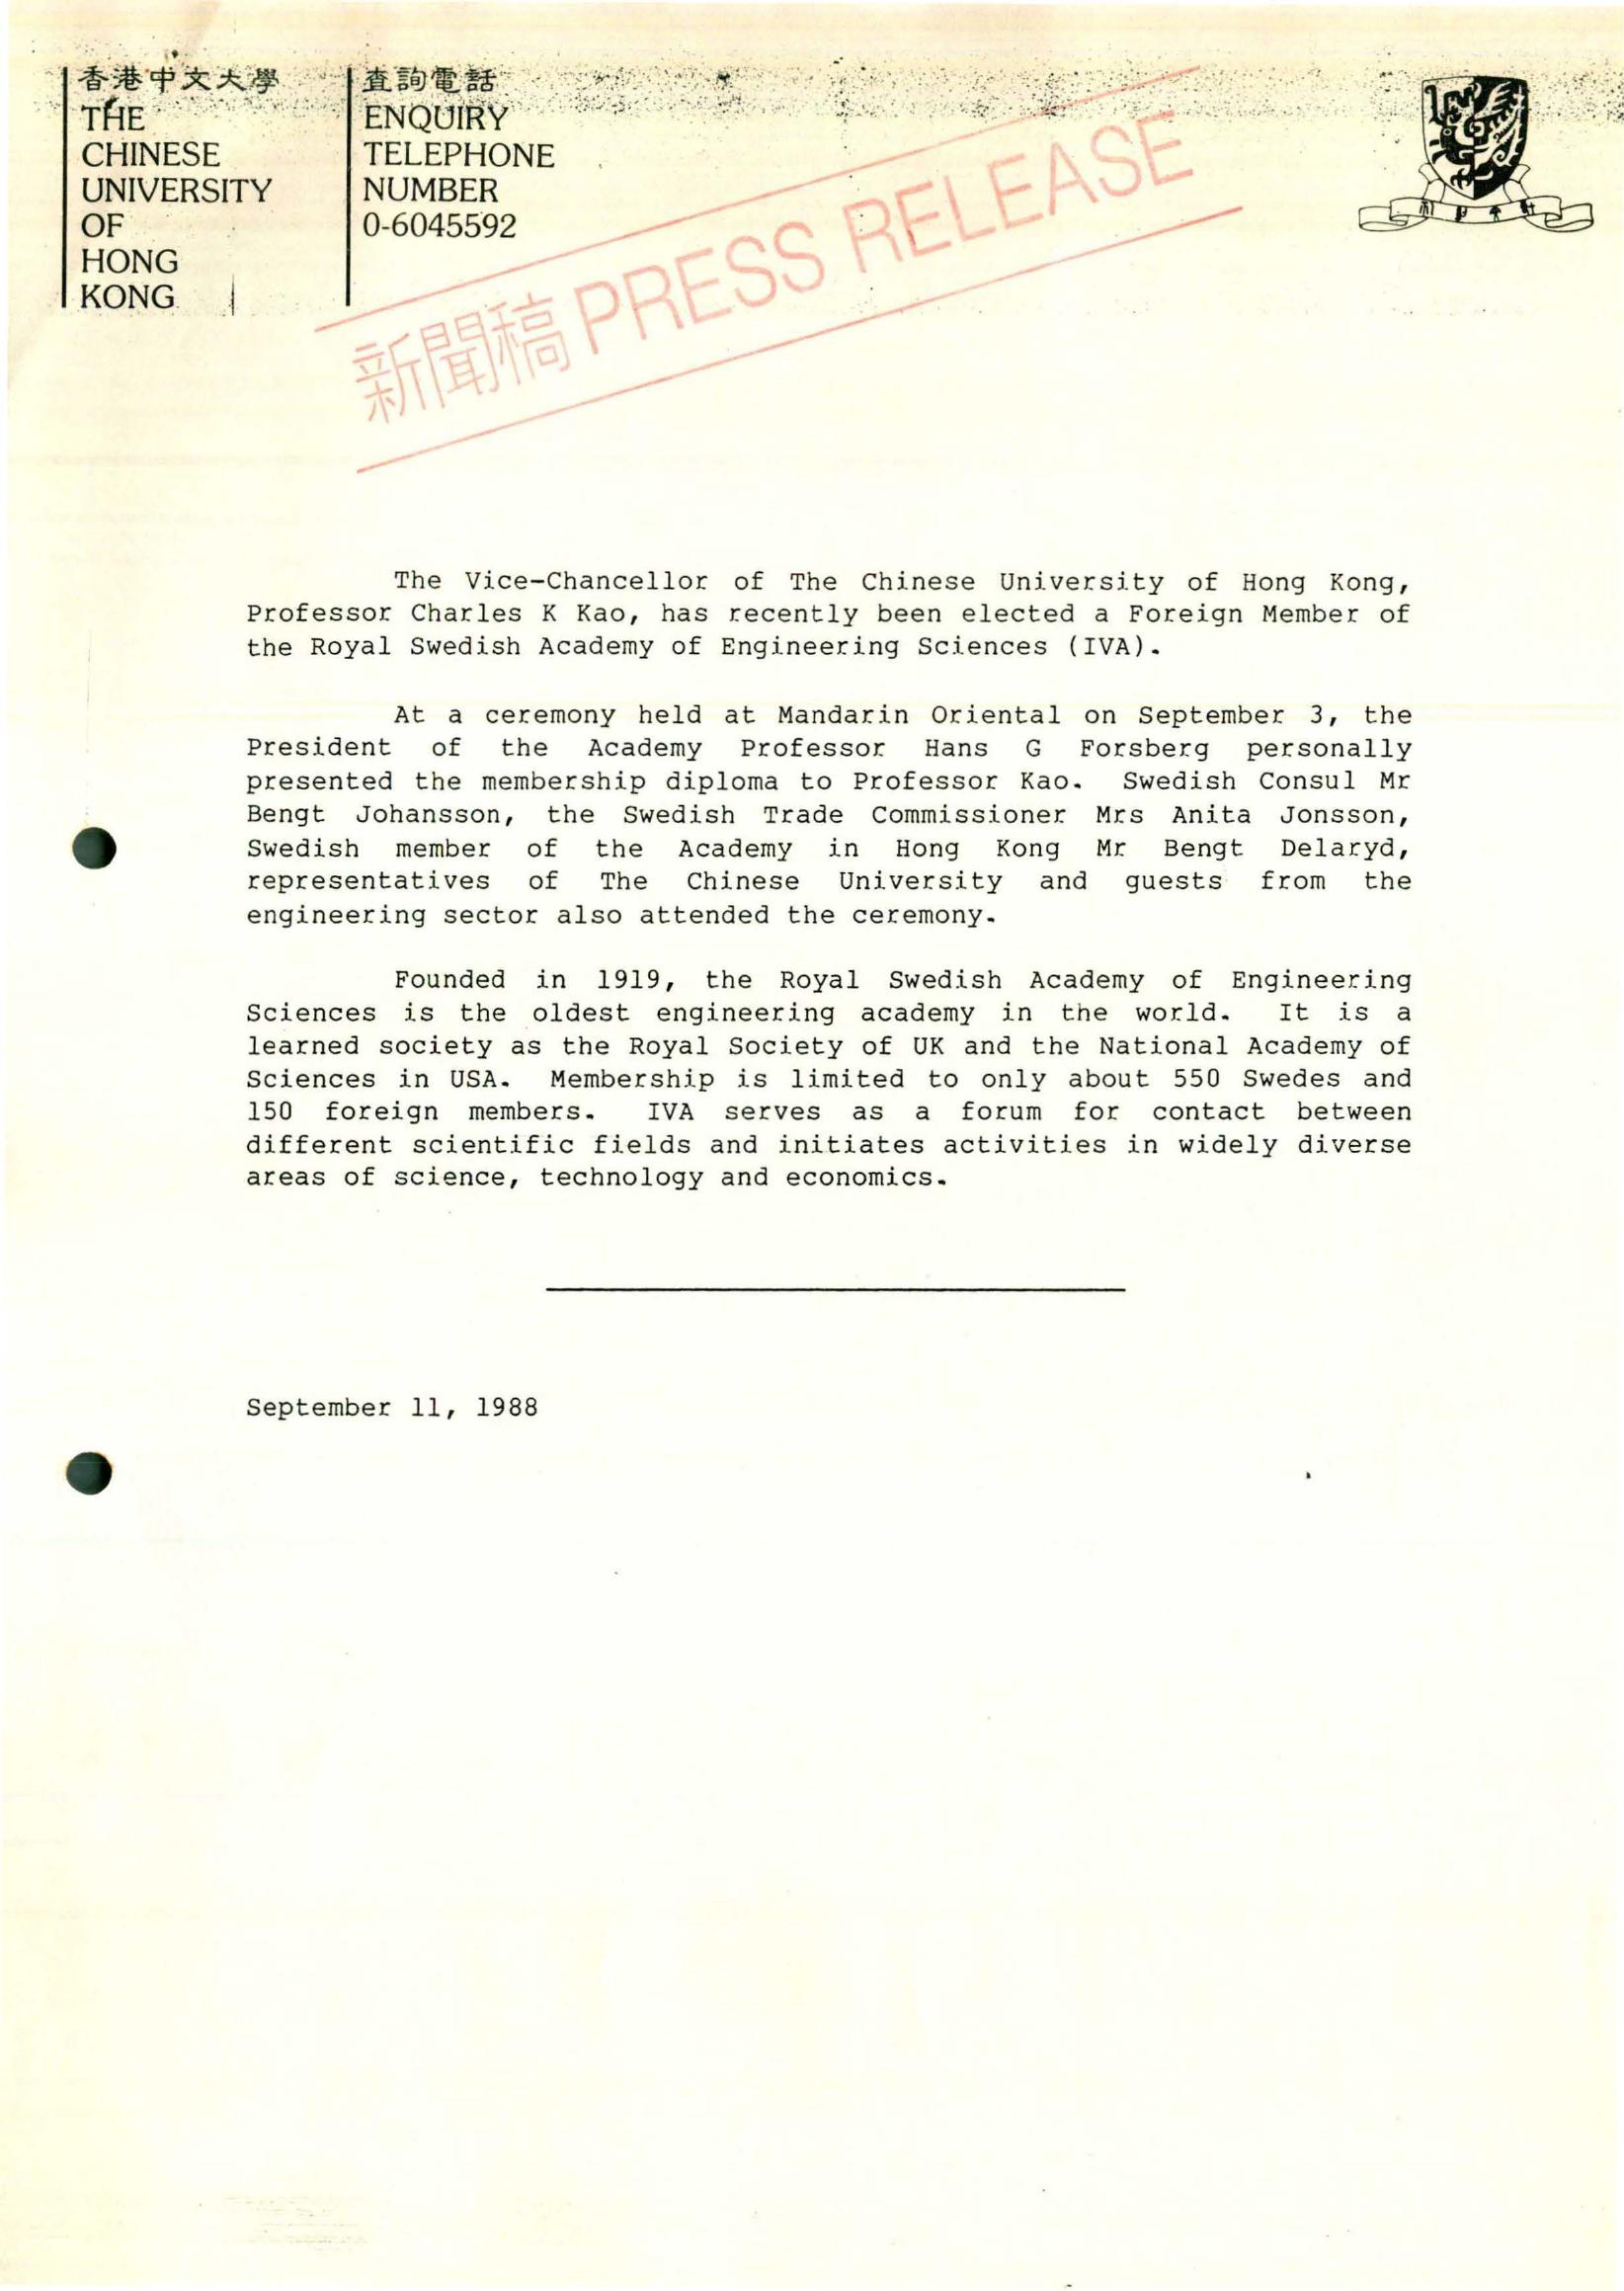 香港中文大學
THE
CHINESE
UNIVERSITY
OF
HONG
KONG
查詢電話
ENQUIRY
TELEPHONE
NUMBER
0-6045592
新聞稿 PRESS RELEASE
The Vice-Chancellor of The Chinese University of Hong Kong,
Professor Charles K Kao, has recently been elected a Foreign Member of
the Royal Swedish Academy of Engineering Sciences (IVA).
At a ceremony held at Mandarin Oriental on September 3, the
President of the Academy Professor Hans G Forsberg personally
presented the membership diploma to Professor Kao. Swedish Consul Mr
Bengt Johansson, the Swedish Trade Commissioner Mrs Anita Jonsson,
Swedish member of the Academy in Hong Kong Mr Bengt Delaryd,
representatives of The Chinese University and guests from the
engineering sector also attended the ceremony.
Founded in 1919, the Royal Swedish Academy of Engineering
Sciences is the oldest engineering academy in the world. It is a
learned society as the Royal Society of UK and the National Academy of
Sciences in USA. Membership is limited to only about 550 Swedes and
150 foreign members. IVA serves as a forum for contact between
different scientific fields and initiates activities in widely diverse
areas of science, technology and economics.
September 11, 1988